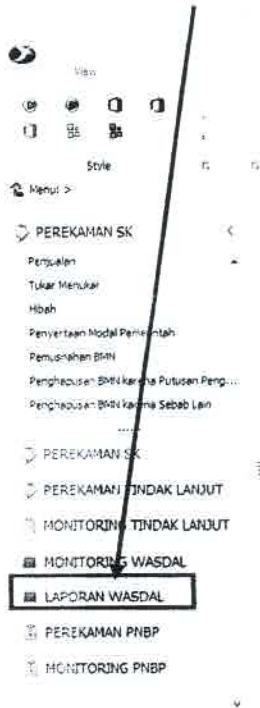 View
Style
Menu: >
PEREKAMAN SK
Penjualan
Tukar Menukar
Hibah
Penyertaan Modal Pemerintah
Pemusnahan BMN
Penghapusan BMN karena Putusan Peng...
Penghapusan BMN karena Sebab Lain
PEREKAMAN SK
PEREKAMAN TINDAK LANJUT
MONITORING TINDAK LANJUT
MONITORING WASDAL
LAPORAN WASDAL
PEREKAMAN PNBP
MONITORING PNBP